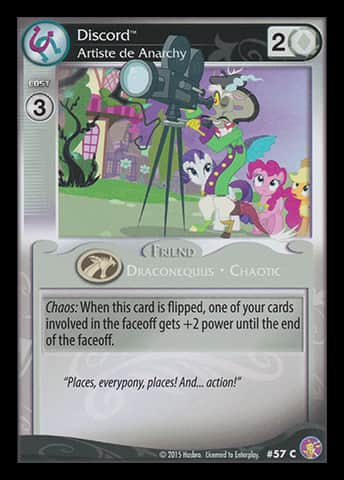 Discord™
Artiste de Anarchy
2
COST
3
FRIEND
DRACONEQUUS • CHAOTIC
Chaos: When this card is flipped, one of your cards
involved in the faceoff gets +2 power until the end
of the faceoff.
"Places, everypony, places! And... action!"
© 2015 Hasbro. Licensed to Enterplay. #57 C